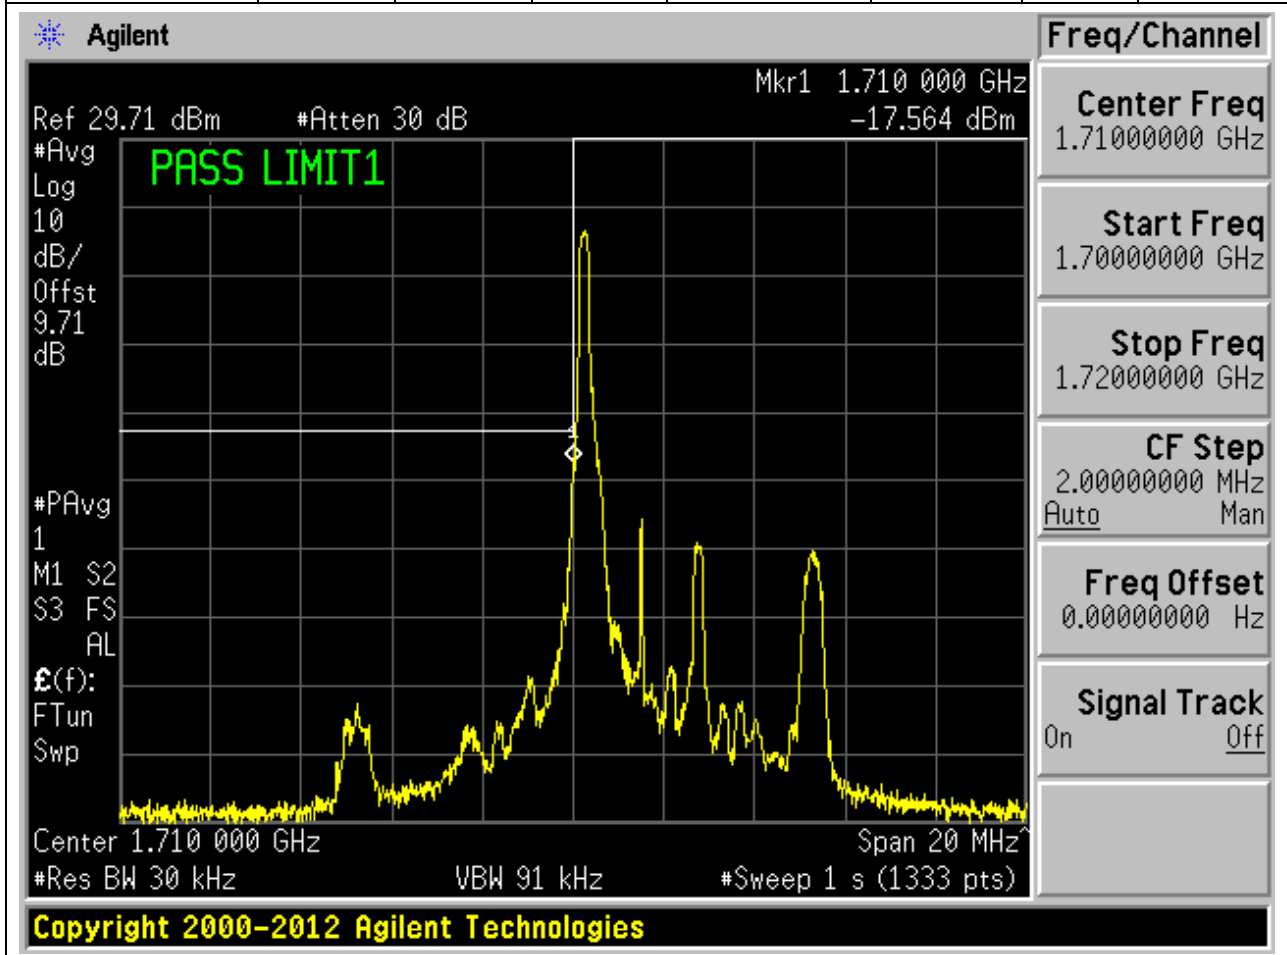 Agilent
Freq/Channel
Mkr1 1.710 000 GHz
Ref 29.71 dBm #Atten 30 dB -17.564 dBm
#Avg
Log
10
dB/
Offst
9.71
dB
PASS LIMIT1
1
#PAvg
1
M1 S2
S3 FS
AL
£(f):
FTun
Swp
Center 1.710 000 GHz Span 20 MHz^
#Res BW 30 kHz VBW 91 kHz #Sweep 1 s (1333 pts)
Copyright 2000-2012 Agilent Technologies
Center Freq
1.71000000 GHz
Start Freq
1.70000000 GHz
Stop Freq
1.72000000 GHz
CF Step
2.00000000 MHz
Auto Man
Freq Offset
0.00000000 Hz
Signal Track
On Off